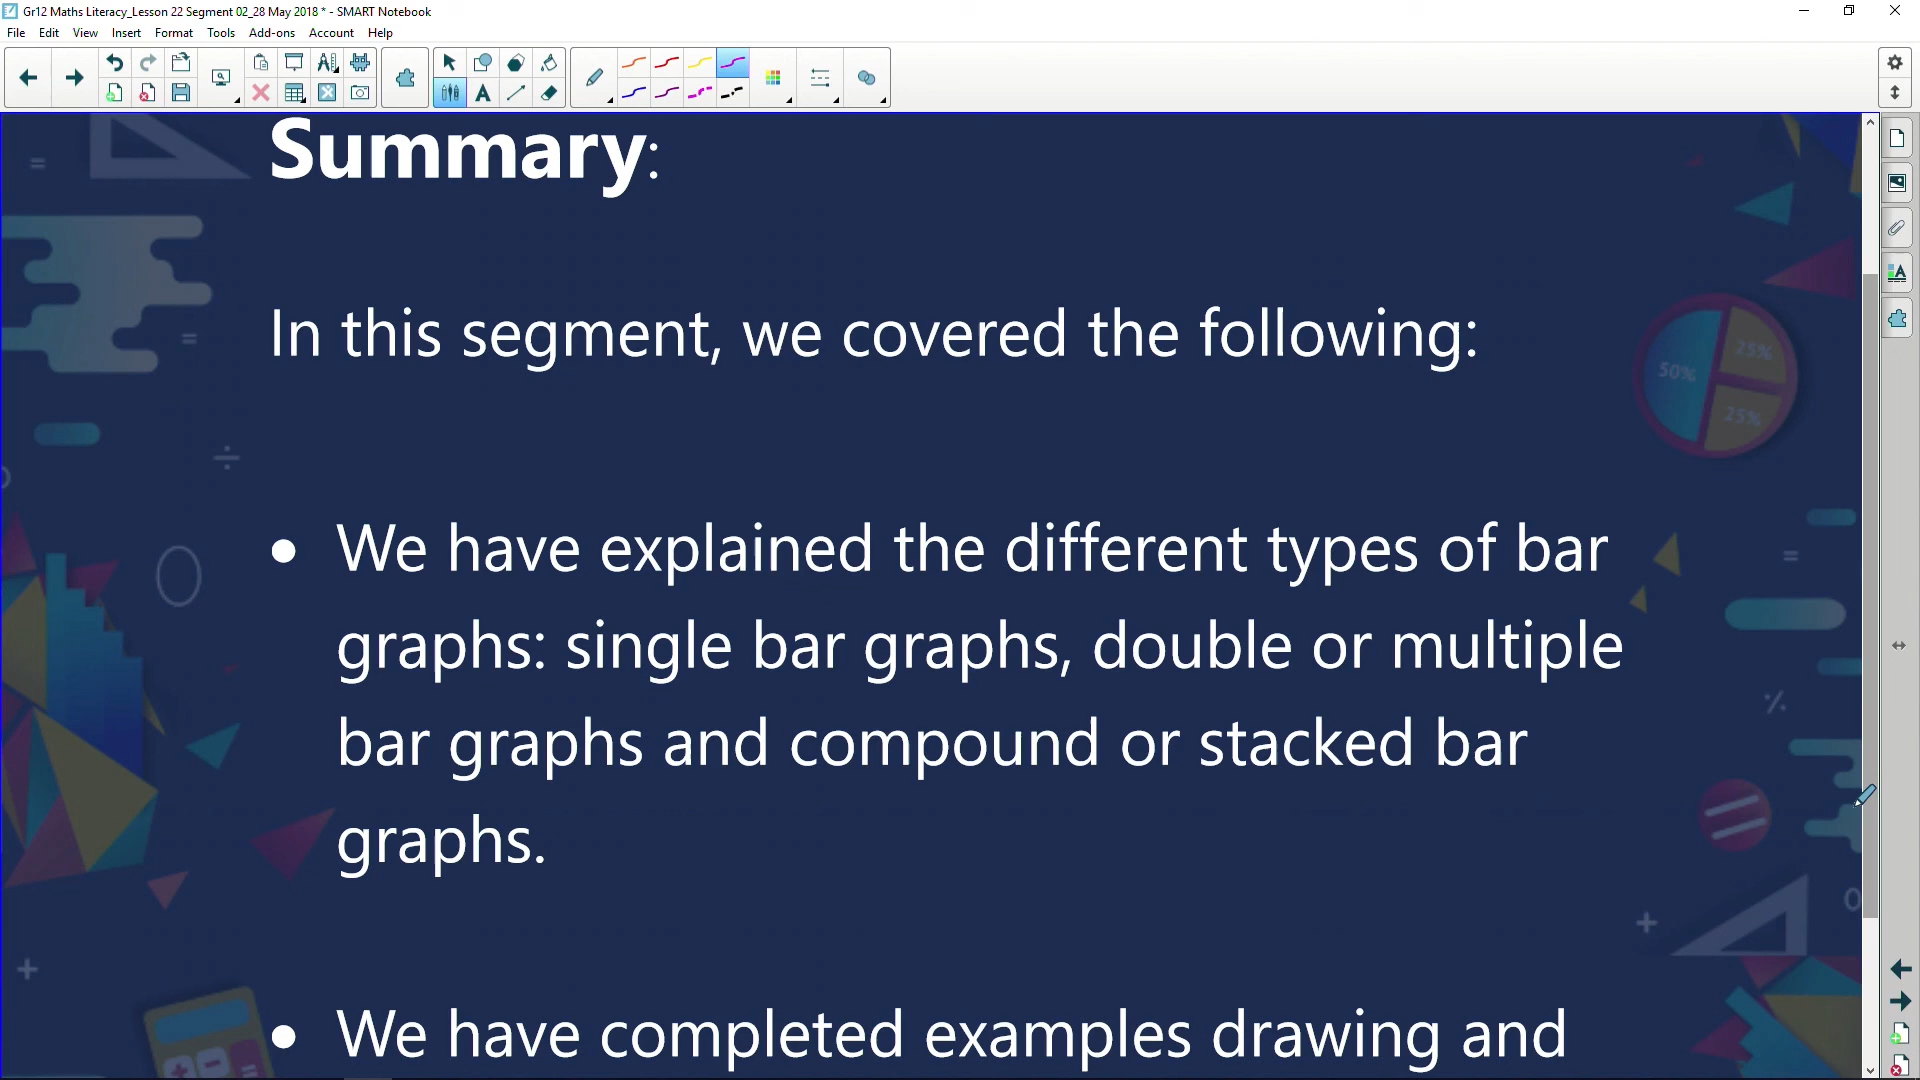 Gr12 Maths Literacy_Lesson 22 Segment 02_28 May 2018 * - SMART Notebook
File Edit View Insert Format Tools Add-ons Account Help
Summary:
In this segment, we covered the following:
50%
25%
25%
• We have explained the different types of bar
graphs: single bar graphs, double or multiple
bar graphs and compound or stacked bar
graphs.
• We have completed examples drawing and